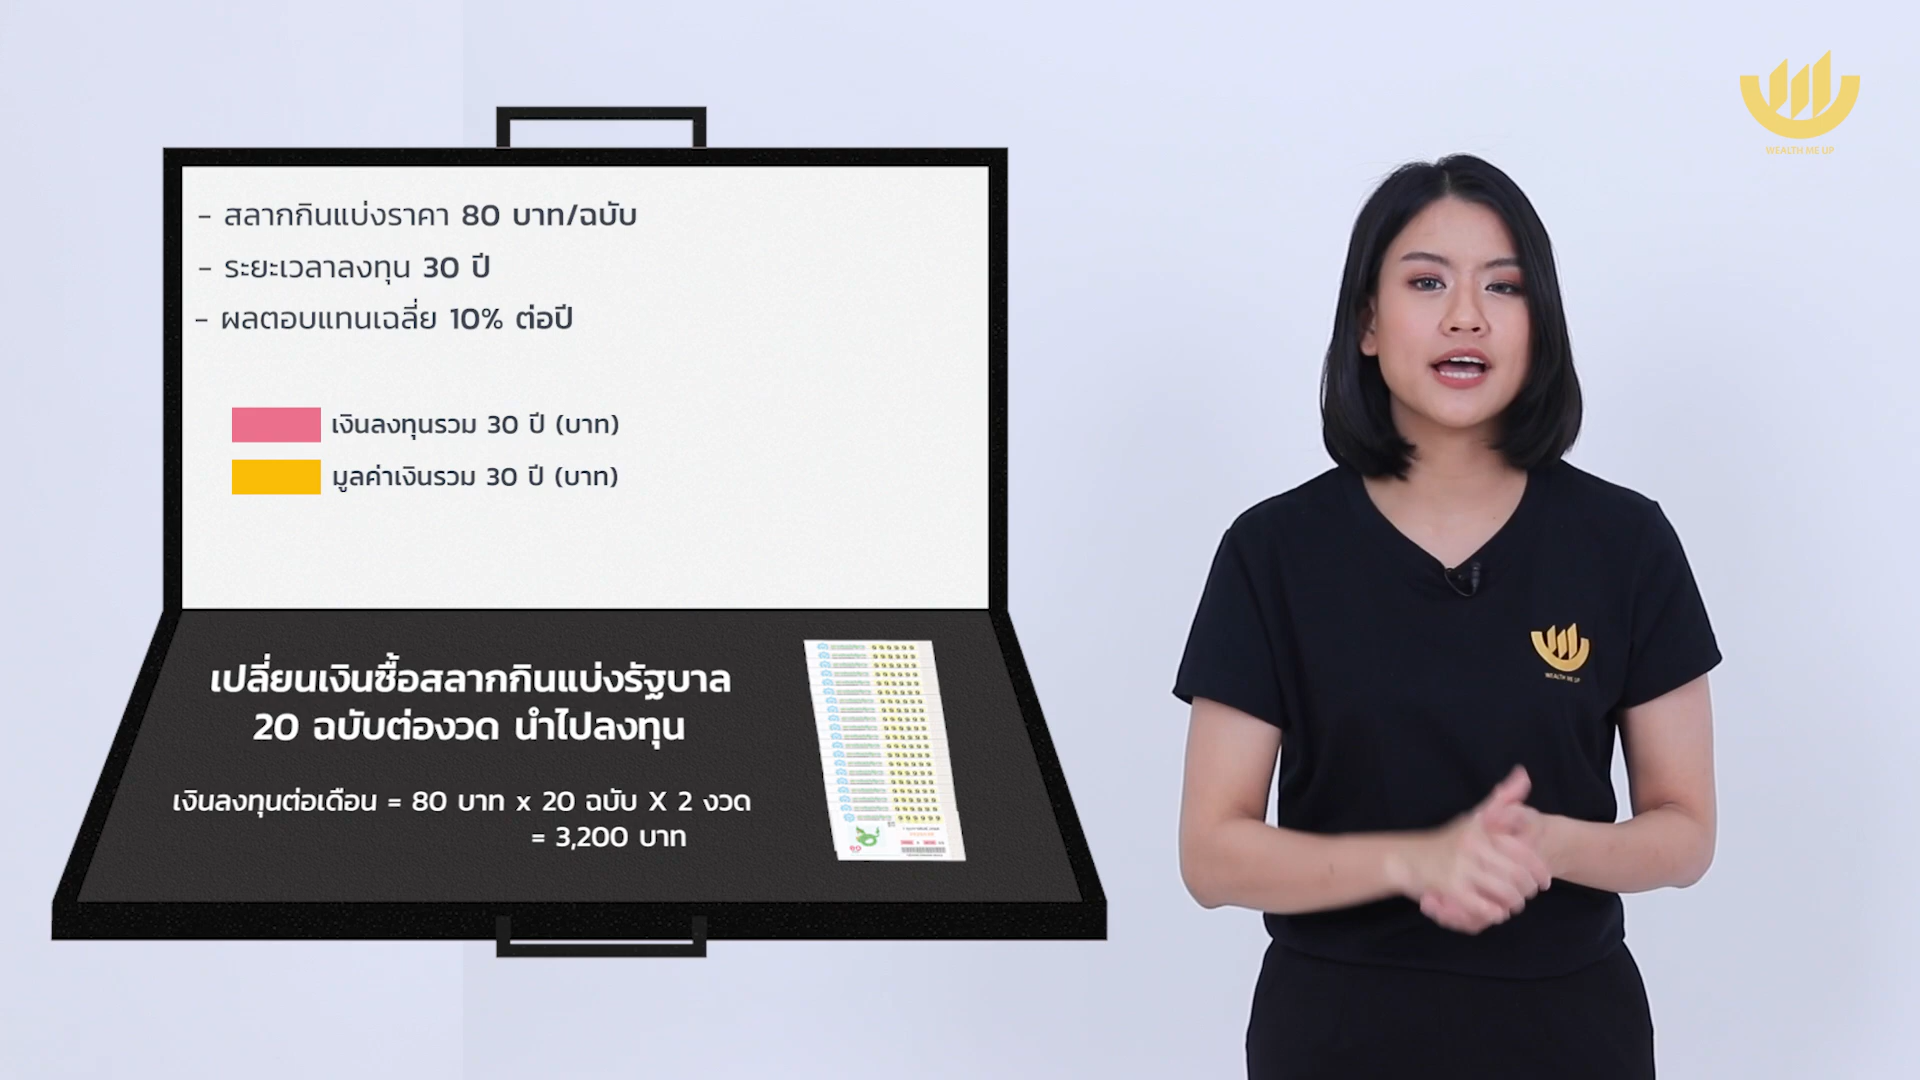 WEALTH ME UP
- สลากกินแบ่งราคา 80 บาท/ฉบับ
- ระยะเวลาลงทุน 30 ปี
- ผลตอบแทนเฉลี่ย 10% ต่อปี
เงินลงทุนรวม 30 ปี (บาท)
มูลค่าเงินรวม 30 ปี (บาท)
เปลี่ยนเงินซื้อสลากกินแบ่งรัฐบาล
20 ฉบับต่องวด นำไปลงทุน
เงินลงทุนต่อเดือน = 80 บาท x 20 ฉบับ X 2 งวด
= 3,200 บาท
WEALTH ME UP